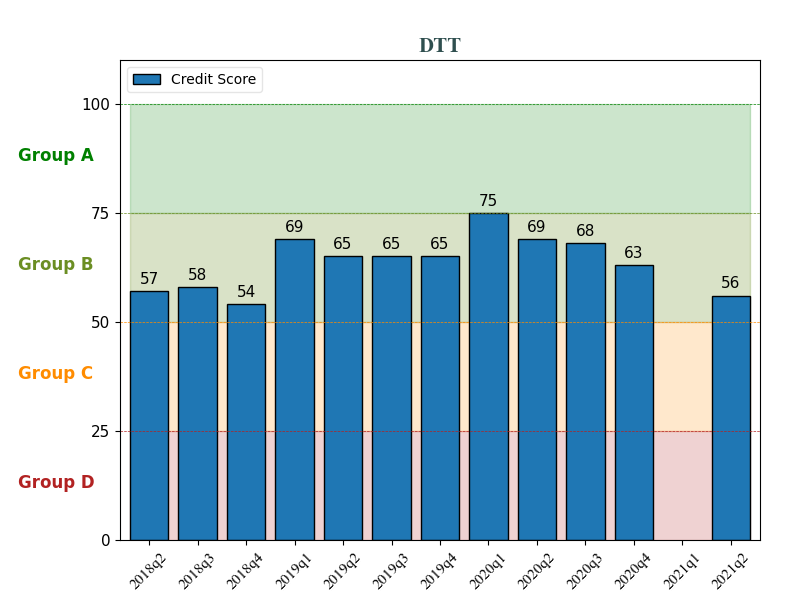 DTT
Credit Score
100
Group A
75
75
69
69
68
65
65
65
63
Group B
57
58
54
56
50
Group C
25
Group D
0
2018q2
2018q3
2018q4
2019q1
2019q2
2019q3
2019q4
2020q1
2020q2
2020q3
2020q4
2021q1
2021q2